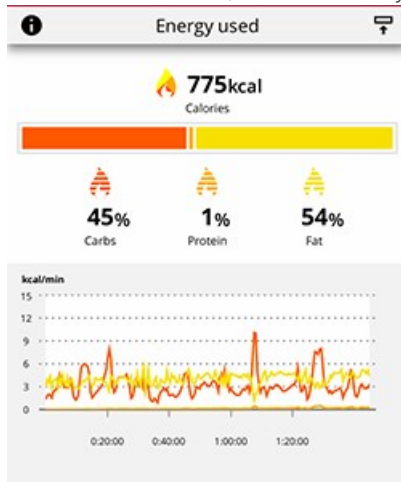 Energy used
775kcal
Calories
45% 1% 54%
Carbs Protein Fat
kcal/min
15
12
9
6
3
0
0:20:00 0:40:00 1:00:00 1:20:00